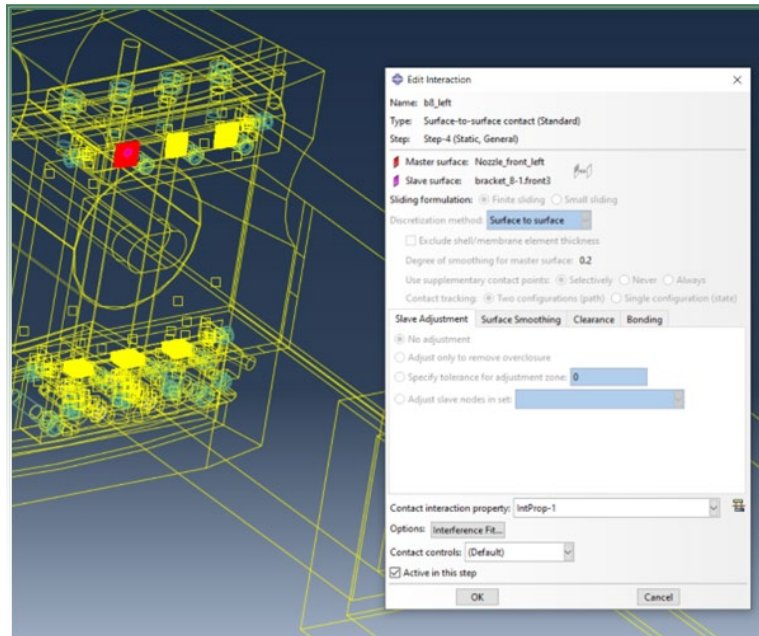 Edit Interaction
Name: b8_left
Type: Surface-to-surface contact (Standard)
Step: Step-4 (Static, General)
Master surface: Nozzle_front_left
Slave surface: bracket_8-1.front3
Sliding formulation: Finite sliding Small sliding
Discretization method: Surface to surface
Exclude shell/membrane element thickness
Degree of smoothing for master surface: 0.2
Use supplementary contact points: Selectively Never Always
Contact tracking: Two configurations (path) Single configuration (state)
Slave Adjustment Surface Smoothing Clearance Bonding
No adjustment
Adjust only to remove overclosure
Specify tolerance for adjustment zone: 0
Adjust slave nodes in set:
Contact interaction property: IntProp-1
Options: Interference Fit...
Contact controls: (Default)
Active in this step
OK Cancel